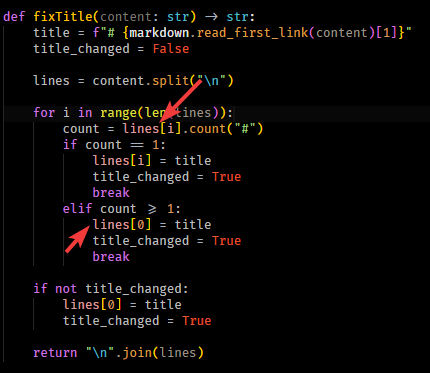 def fixTitle(content: str) -> str:
    title = f"# {markdown.read_first_link(content)[1]}"
    title_changed = False

    lines = content.split("\n")

    for i in range(len(lines)):
        count = lines[i].count("#")
        if count == 1:
            lines[i] = title
            title_changed = True
            break
        elif count >= 1:
            lines[0] = title
            title_changed = True
            break

    if not title_changed:
        lines[0] = title
        title_changed = True

    return "\n".join(lines)